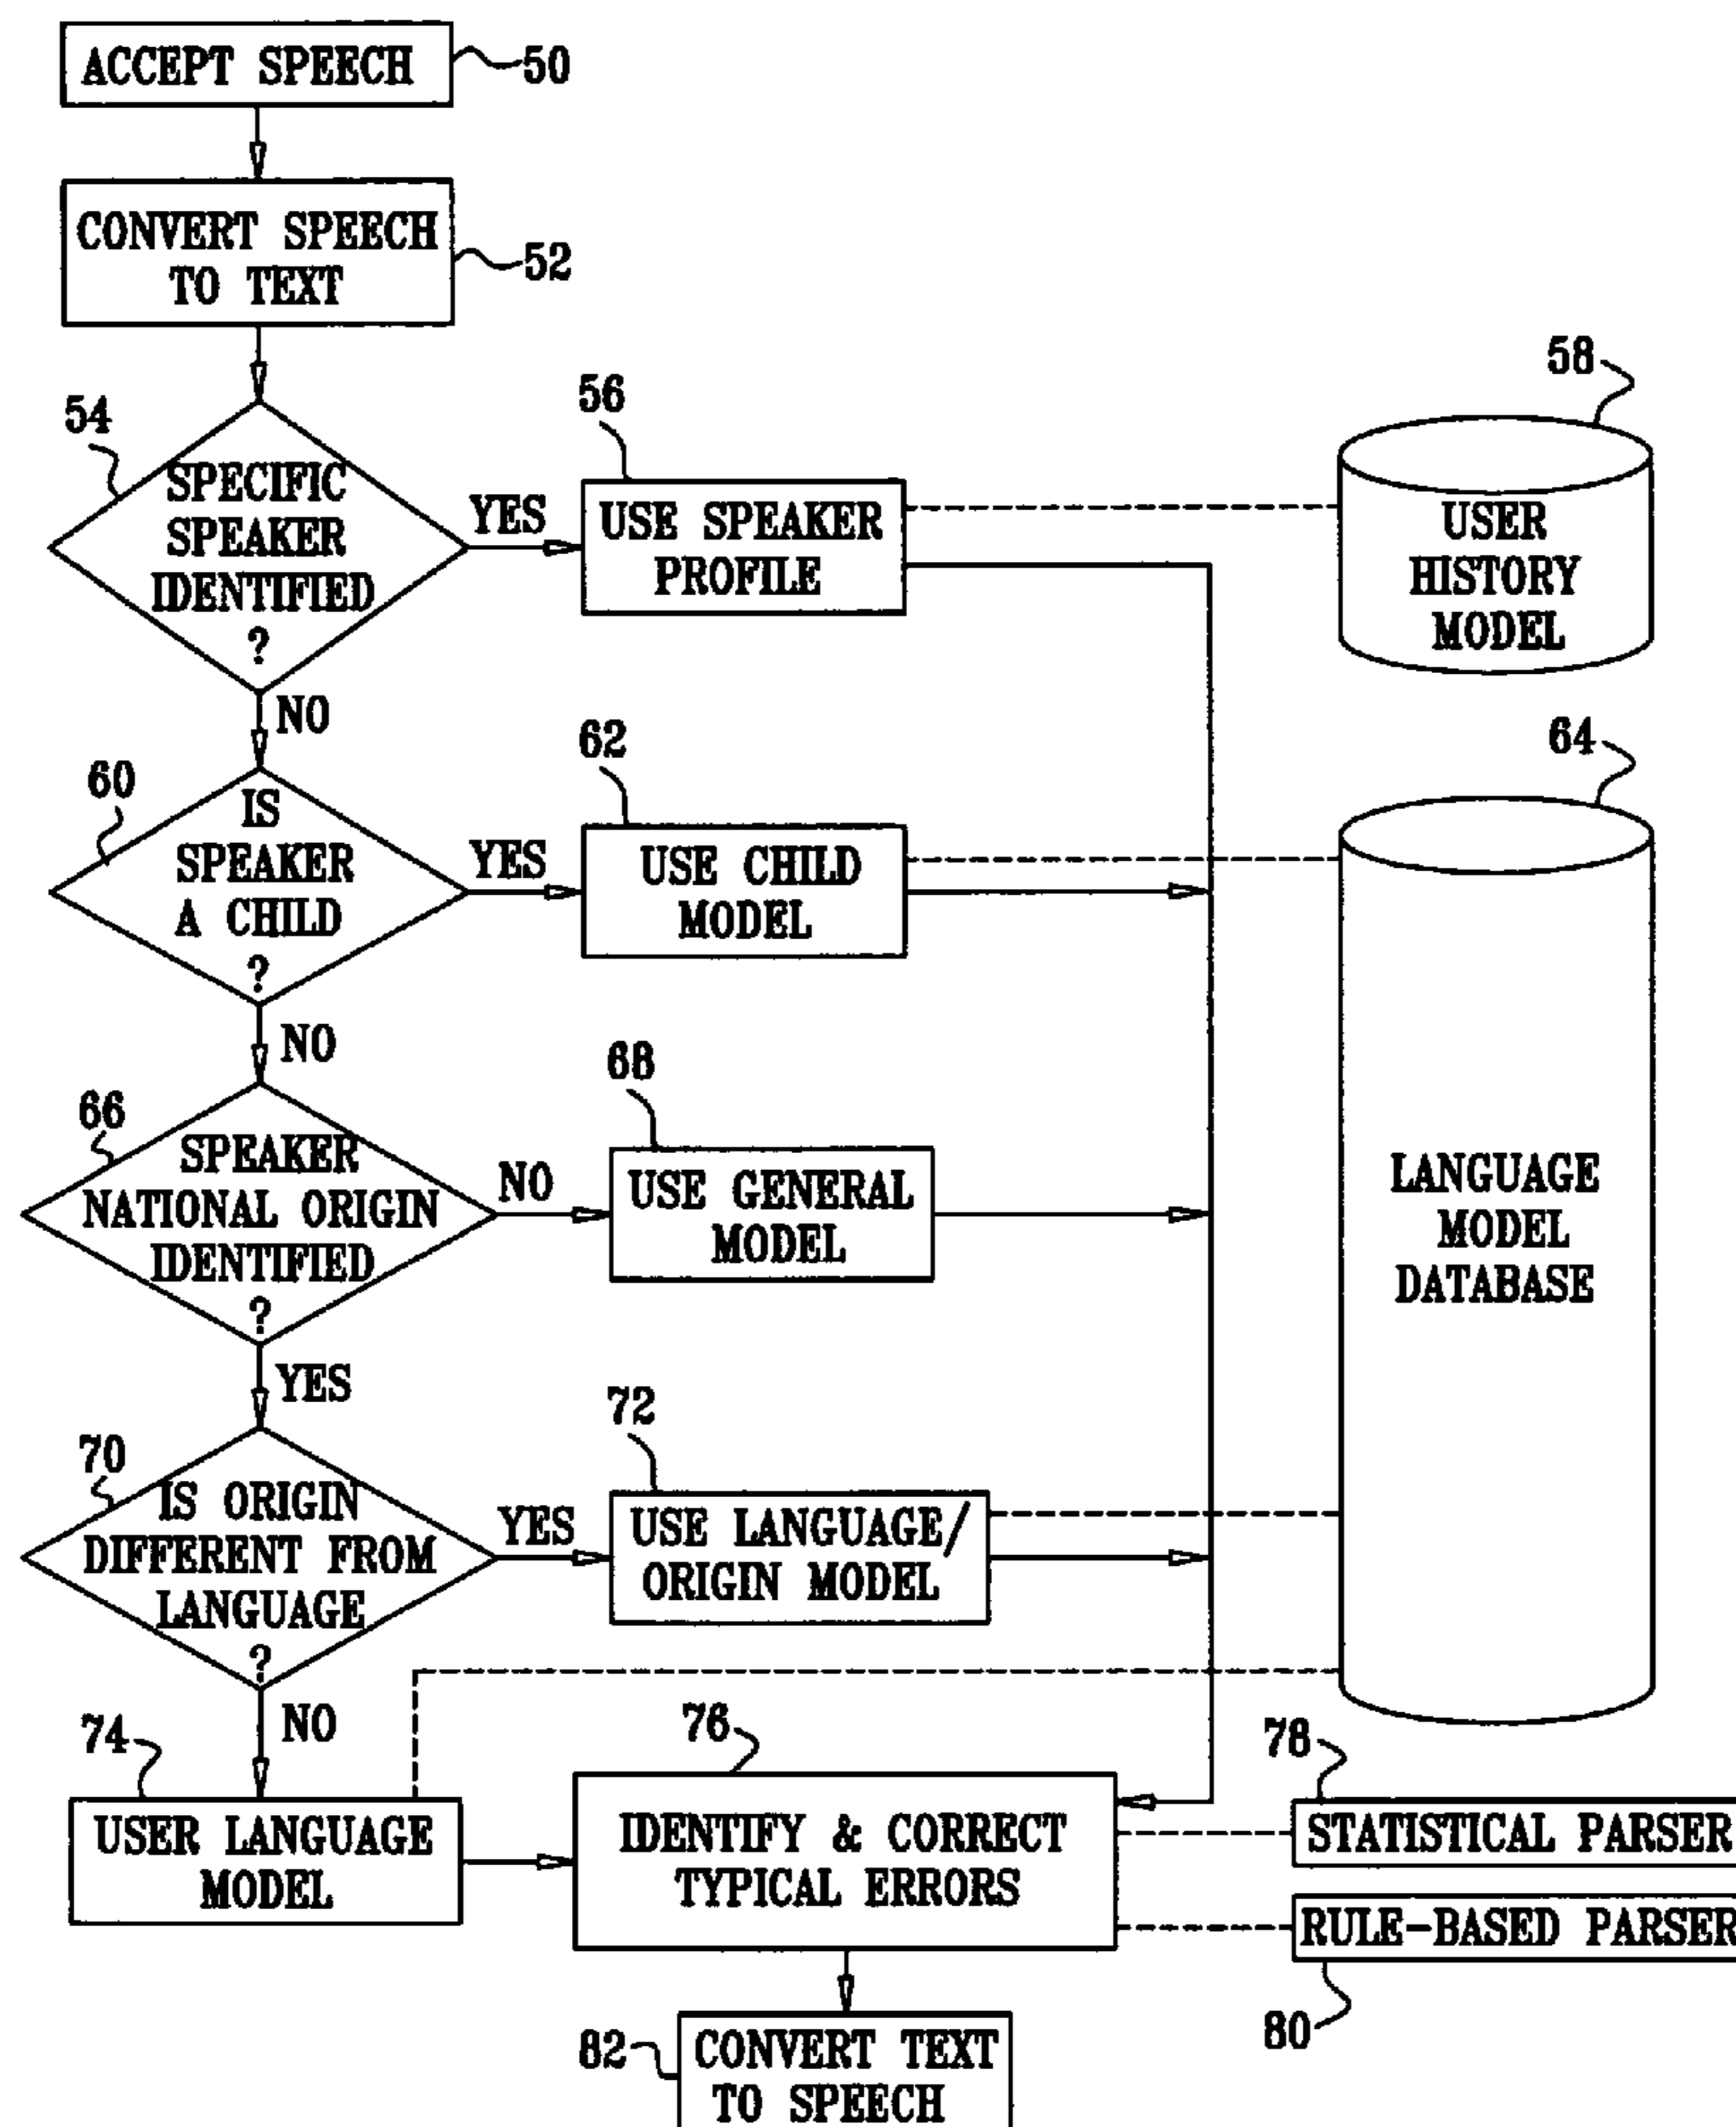 ACCEPT SPEECH
50
CONVERT SPEECH
TO TEXT
52
54
SPECIFIC
SPEAKER
IDENTIFIED
?
YES
56
USE SPEAKER
PROFILE
58
USER
HISTORY
MODEL
NO
60
IS
SPEAKER
A CHILD
?
YES
62
USE CHILD
MODEL
64
LANGUAGE
MODEL
DATABASE
NO
66
SPEAKER
NATIONAL ORIGIN
IDENTIFIED
?
NO
68
USE GENERAL
MODEL
YES
70
IS ORIGIN
DIFFERENT FROM
LANGUAGE
?
YES
72
USE LANGUAGE/
ORIGIN MODEL
NO
74
USER LANGUAGE
MODEL
76
IDENTIFY & CORRECT
TYPICAL ERRORS
78
STATISTICAL PARSER
RULE-BASED PARSER
80
82
CONVERT TEXT
TO SPEECH